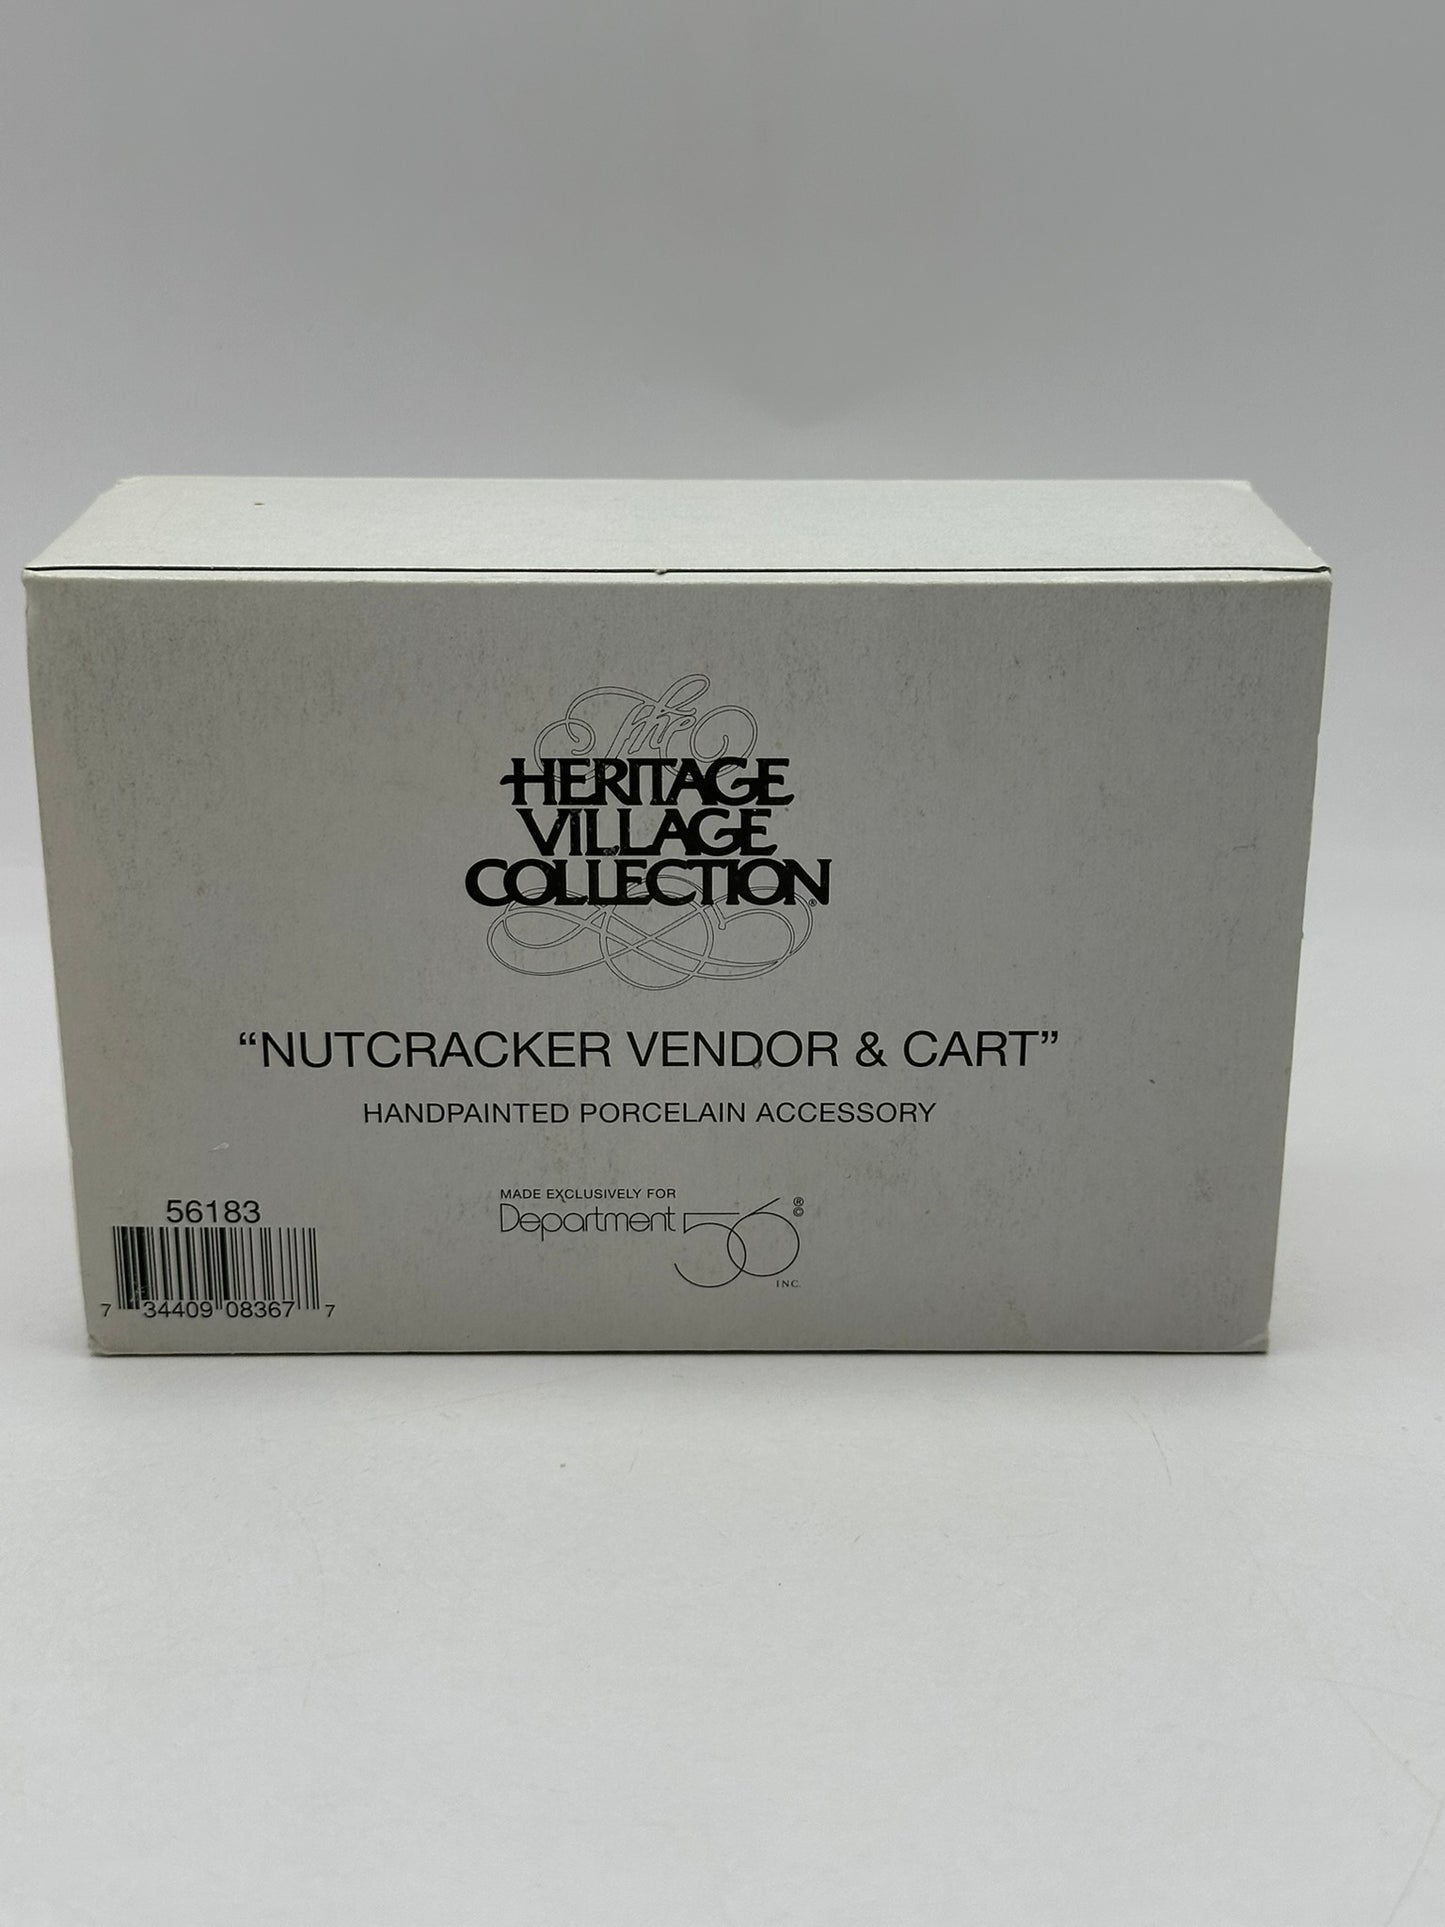 The
HERITAGE
VILLAGE
COLLECTION®
“NUTCRACKER VENDOR & CART”
HANDPAINTED PORCELAIN ACCESSORY
MADE EXCLUSIVELY FOR
Department 56 ® ©
INC.
56183
7 34409 08367 7